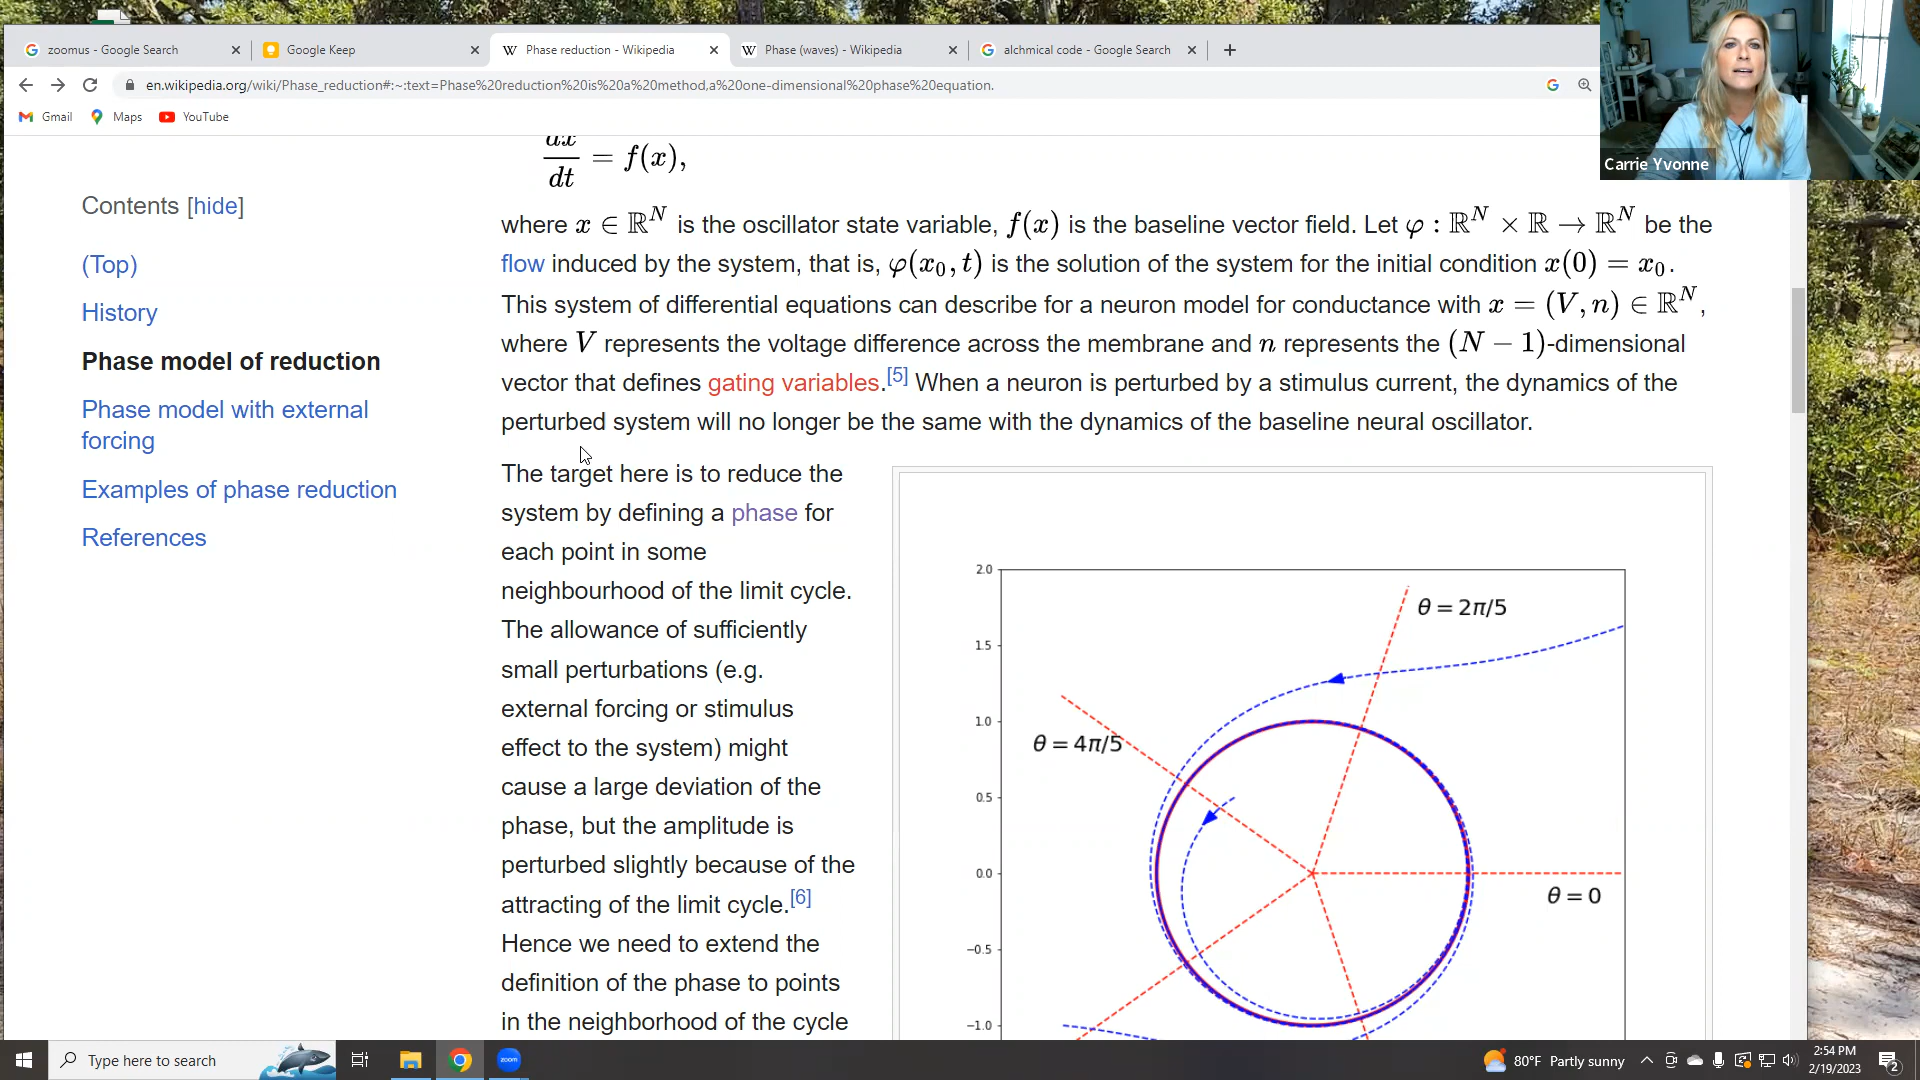 zoomus - Google Search
Google Keep
Phase reduction - Wikipedia
Phase (waves) - Wikipedia
alchmical code - Google Search
en.wikipedia.org/wiki/Phase_reduction#:~:text=Phase%20reduction%20is%20a%20method,a%20one-dimensional%20phase%20equation.
Gmail
Maps
YouTube
Carrie Yvonne
Contents [hide]
(Top)
History
Phase model of reduction
Phase model with external
forcing
Examples of phase reduction
References
dx/dt = f(x),
where x ∈ ℝᴺ is the oscillator state variable, f(x) is the baseline vector field. Let φ : ℝᴺ × ℝ → ℝᴺ be the
flow induced by the system, that is, φ(x₀, t) is the solution of the system for the initial condition x(0) = x₀.
This system of differential equations can describe for a neuron model for conductance with x = (V, n) ∈ ℝᴺ,
where V represents the voltage difference across the membrane and n represents the (N − 1)-dimensional
vector that defines gating variables.[5] When a neuron is perturbed by a stimulus current, the dynamics of the
perturbed system will no longer be the same with the dynamics of the baseline neural oscillator.
The target here is to reduce the
system by defining a phase for
each point in some
neighbourhood of the limit cycle.
The allowance of sufficiently
small perturbations (e.g.
external forcing or stimulus
effect to the system) might
cause a large deviation of the
phase, but the amplitude is
perturbed slightly because of the
attracting of the limit cycle.[6]
Hence we need to extend the
definition of the phase to points
in the neighborhood of the cycle
2.0
1.5
1.0
0.5
0.0
−0.5
−1.0
θ = 2π/5
θ = 4π/5
θ = 0
Type here to search
zoom
80°F Partly sunny
2:54 PM
2/19/2023
2